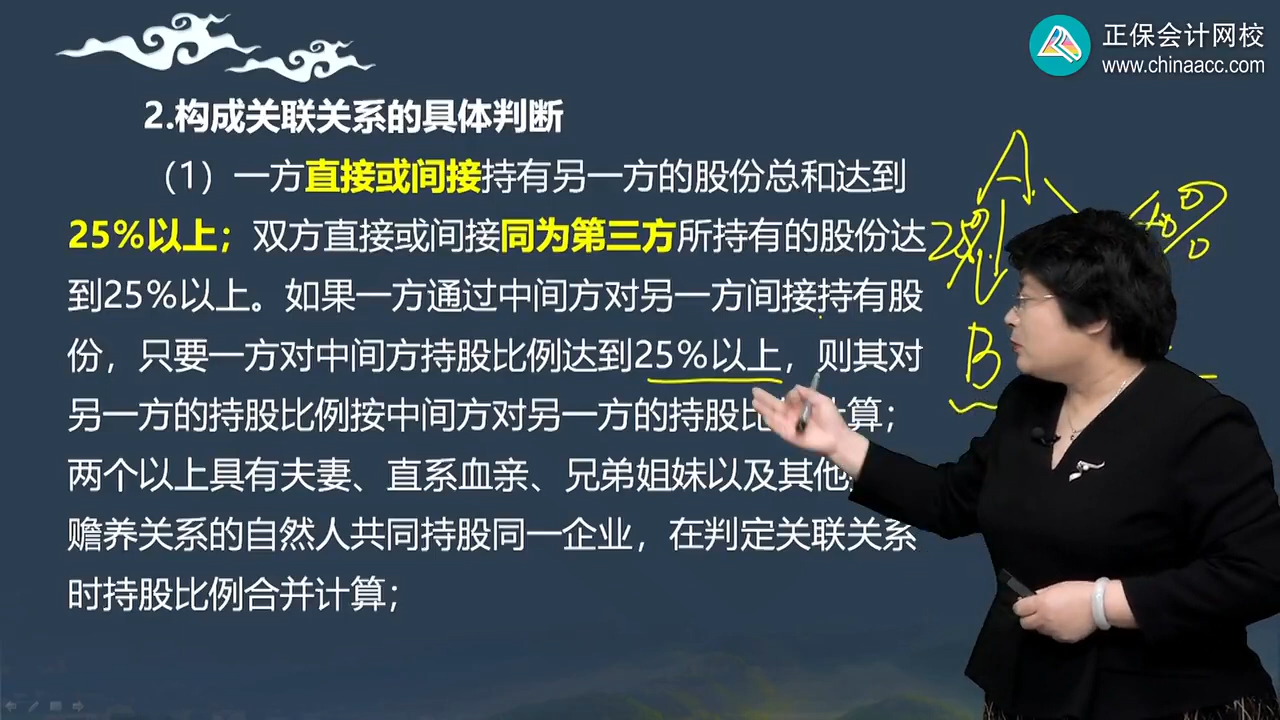 正保会计网校
www.chinaacc.com
2.构成关联关系的具体判断
（1）一方直接或间接持有另一方的股份总和达到
25%以上；双方直接或间接同为第三方所持有的股份达
到25%以上。如果一方通过中间方对另一方间接持有股
份，只要一方对中间方持股比例达到25%以上，则其对
另一方的持股比例按中间方对另一方的持股比 计算；
两个以上具有夫妻、直系血亲、兄弟姐妹以及其他
赡养关系的自然人共同持股同一企业，在判定关联关系
时持股比例合并计算；
A
B